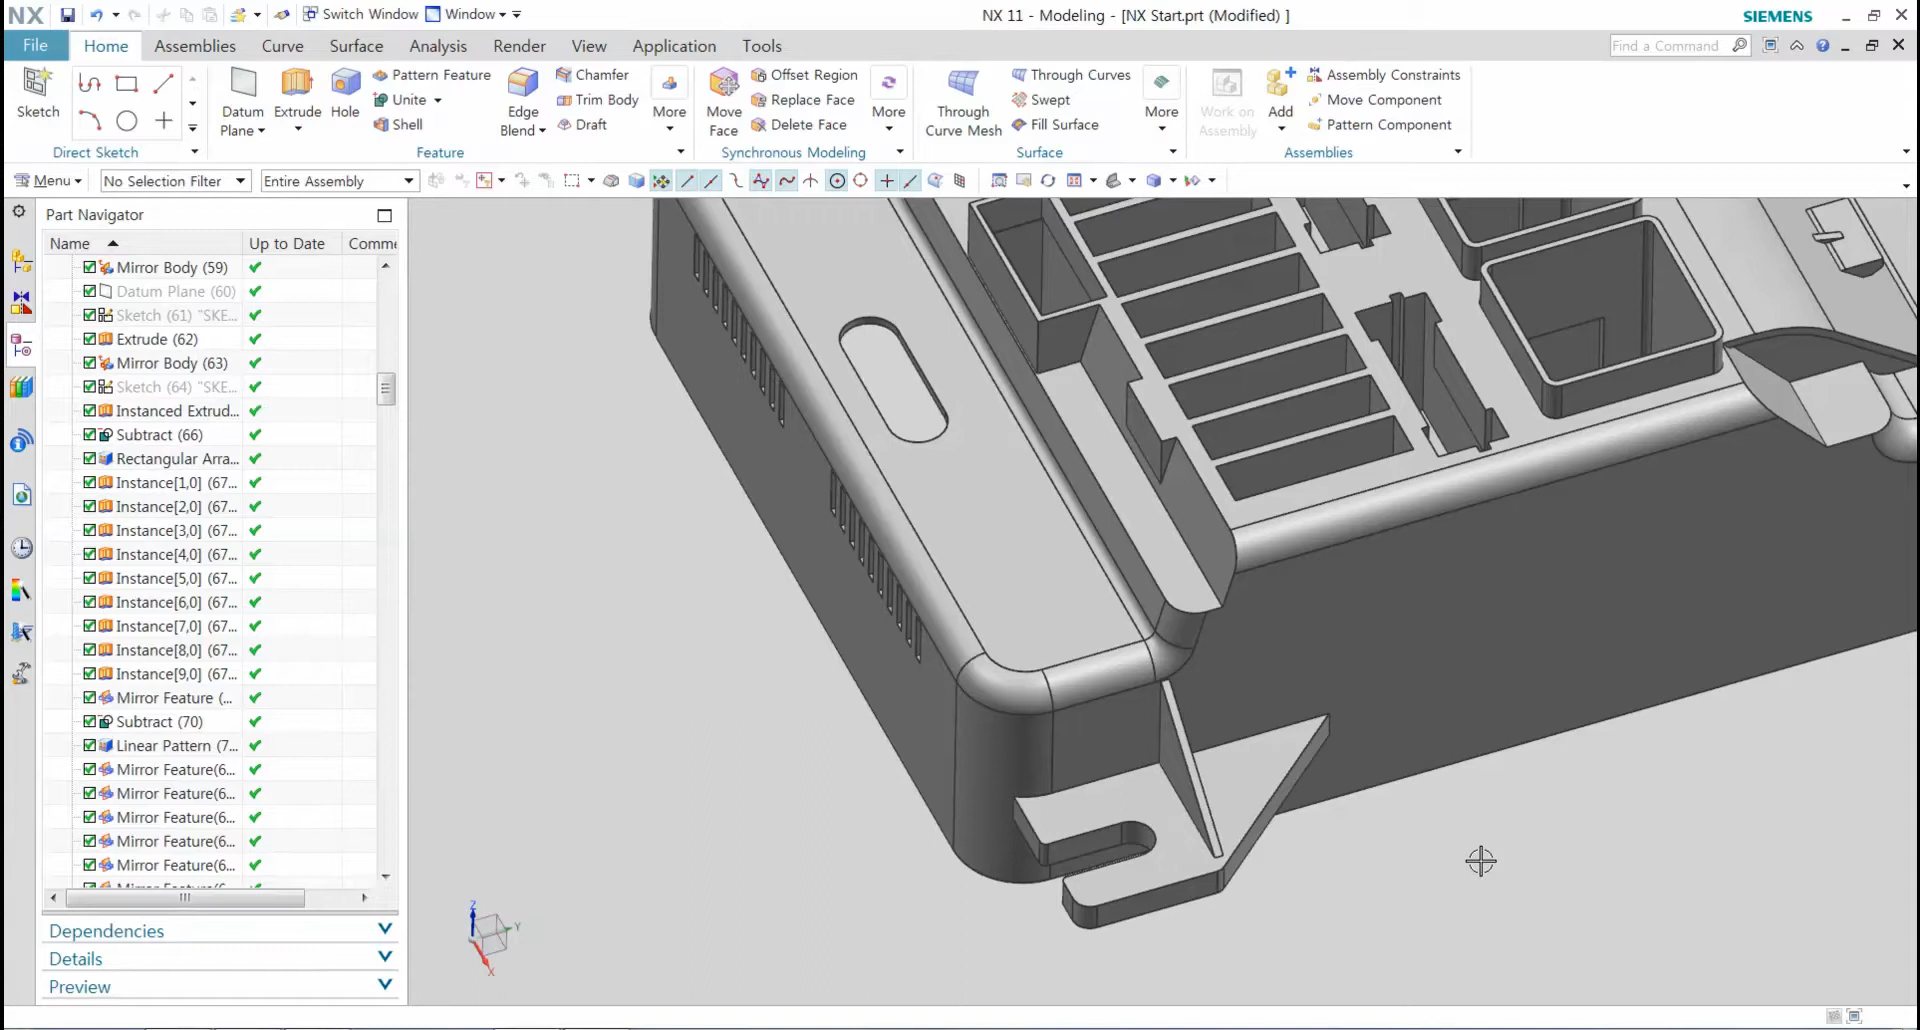 NX Switch Window Window NX 11 - Modeling - [NX Start.prt (Modified) ] SIEMENS
File Home Assemblies Curve Surface Analysis Render View Application Tools Find a Command
Sketch
Direct Sketch
Datum Plane
Extrude
Hole
Pattern Feature
Unite
Shell
Edge Blend
Chamfer
Trim Body
Draft
More
Feature
Move Face
Offset Region
Replace Face
Delete Face
More
Synchronous Modeling
Through Curve Mesh
Through Curves
Swept
Fill Surface
More
Surface
Work on Assembly
Add
Assembly Constraints
Move Component
Pattern Component
Assemblies
Menu No Selection Filter Entire Assembly
Part Navigator
Name Up to Date Comme
Mirror Body (59)
Datum Plane (60)
Sketch (61) "SKE...
Extrude (62)
Mirror Body (63)
Sketch (64) "SKE...
Instanced Extrud...
Subtract (66)
Rectangular Arra...
Instance[1,0] (67...
Instance[2,0] (67...
Instance[3,0] (67...
Instance[4,0] (67...
Instance[5,0] (67...
Instance[6,0] (67...
Instance[7,0] (67...
Instance[8,0] (67...
Instance[9,0] (67...
Mirror Feature (...
Subtract (70)
Linear Pattern (7...
Mirror Feature(6...
Mirror Feature(6...
Mirror Feature(6...
Mirror Feature(6...
Mirror Feature(6...
Dependencies
Details
Preview
Z
Y
X